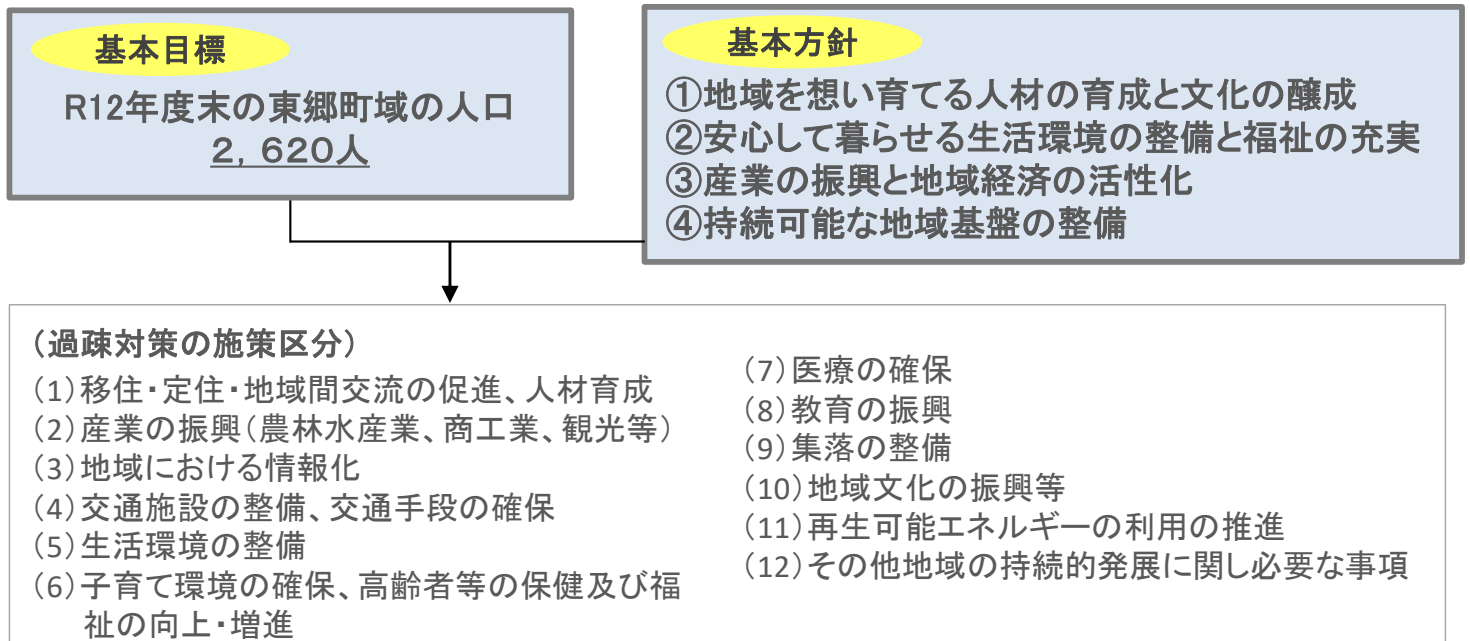 基本目標
R12年度末の東郷町域の人口
2,620人
基本方針
①地域を想い育てる人材の育成と文化の醸成
②安心して暮らせる生活環境の整備と福祉の充実
③産業の振興と地域経済の活性化
④持続可能な地域基盤の整備
(過疎対策の施策区分)
(1)移住・定住・地域間交流の促進、人材育成
(2)産業の振興(農林水産業、商工業、観光等)
(3)地域における情報化
(4)交通施設の整備、交通手段の確保
(5)生活環境の整備
(6)子育て環境の確保、高齢者等の保健及び福
祉の向上・増進
(7)医療の確保
(8)教育の振興
(9)集落の整備
(10)地域文化の振興等
(11)再生可能エネルギーの利用の推進
(12)その他地域の持続的発展に関し必要な事項